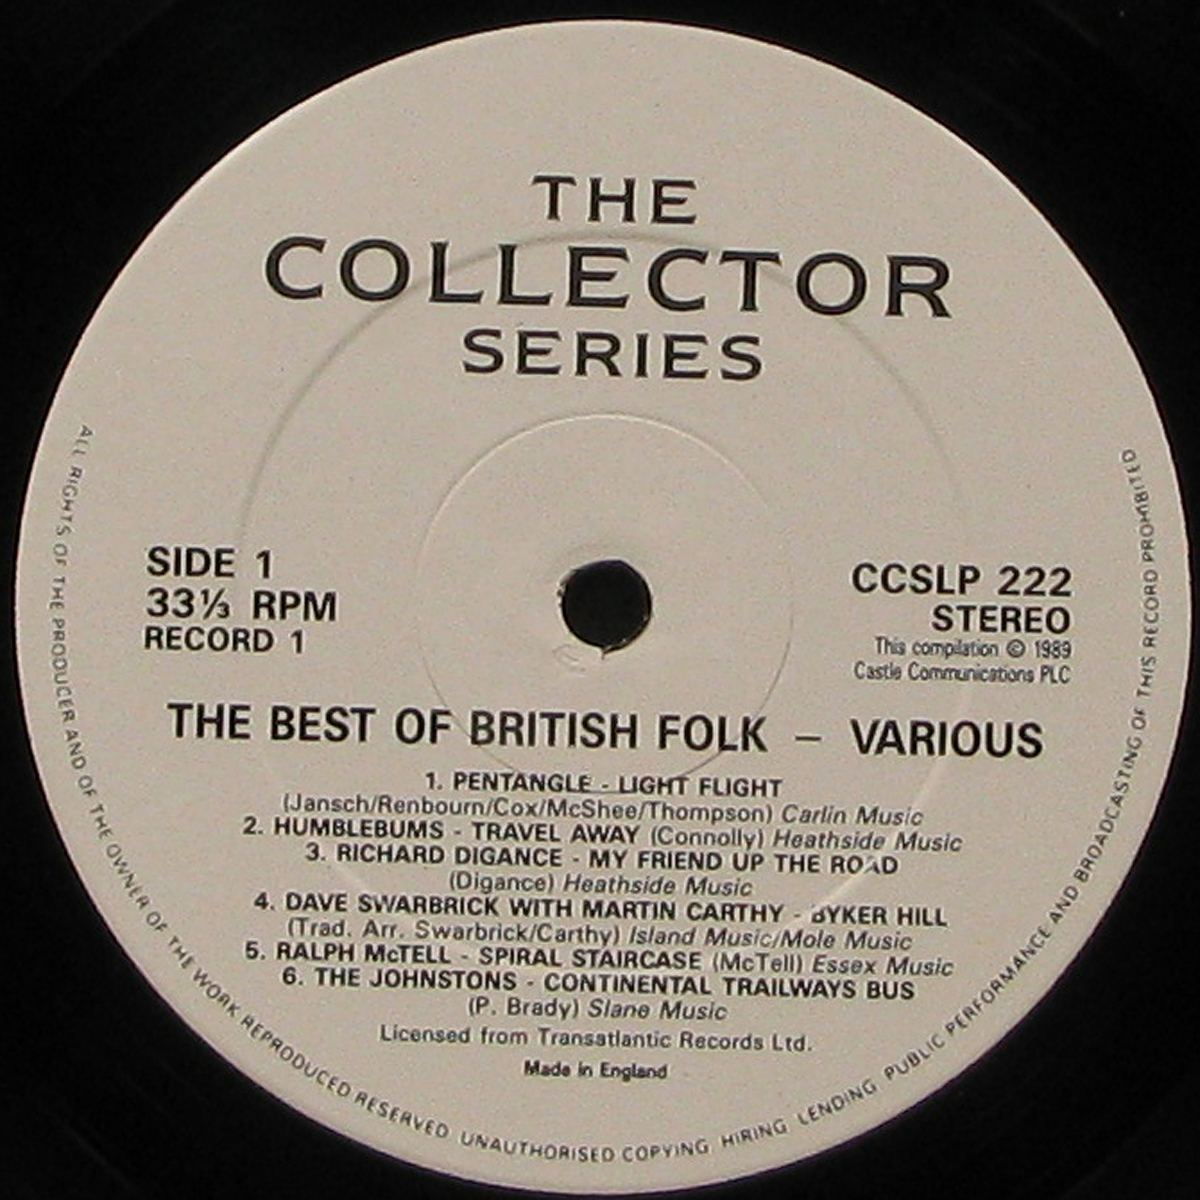 THE
COLLECTOR
SERIES
SIDE 1
33⅓ RPM
RECORD 1
CCSLP 222
STEREO
This compilation © 1989
Castle Communications PLC
THE BEST OF BRITISH FOLK – VARIOUS
1. PENTANGLE - LIGHT FLIGHT
(Jansch/Renbourn/Cox/McShee/Thompson) Carlin Music
2. HUMBLEBUMS - TRAVEL AWAY (Connolly) Heathside Music
3. RICHARD DIGANCE - MY FRIEND UP THE ROAD
(Digance) Heathside Music
4. DAVE SWARBRICK WITH MARTIN CARTHY - BYKER HILL
(Trad. Arr. Swarbrick/Carthy) Island Music/Mole Music
5. RALPH McTELL - SPIRAL STAIRCASE (McTell) Essex Music
6. THE JOHNSTONS - CONTINENTAL TRAILWAYS BUS
(P. Brady) Slane Music
Licensed from Transatlantic Records Ltd.
Made in England
ALL RIGHTS OF THE PRODUCER AND OF THE OWNER OF THE WORK REPRODUCED RESERVED UNAUTHORISED COPYING HIRING LENDING PUBLIC PERFORMANCE AND BROADCASTING OF THIS RECORD PROHIBITED